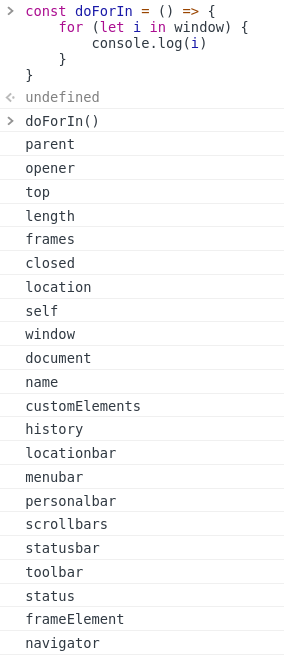 > const doForIn = () => {
for (let i in window) {
console.log(i)
}
}
undefined
> doForIn()
parent
opener
top
length
frames
closed
location
self
window
document
name
customElements
history
locationbar
menubar
personalbar
scrollbars
statusbar
toolbar
status
frameElement
navigator